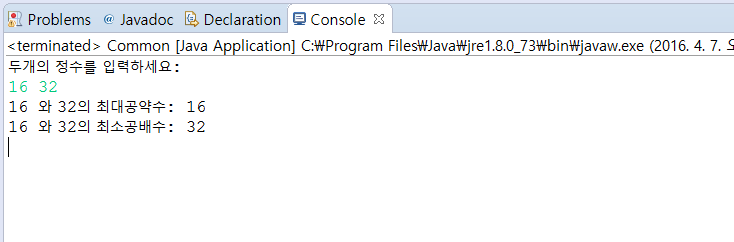 Problems @ Javadoc Declaration Console
<terminated> Common [Java Application] C:₩Program Files₩Java₩jre1.8.0_73₩bin₩javaw.exe (2016. 4. 7.
두개의 정수를 입력하세요:
16 32
16 와 32의 최대공약수: 16
16 와 32의 최소공배수: 32